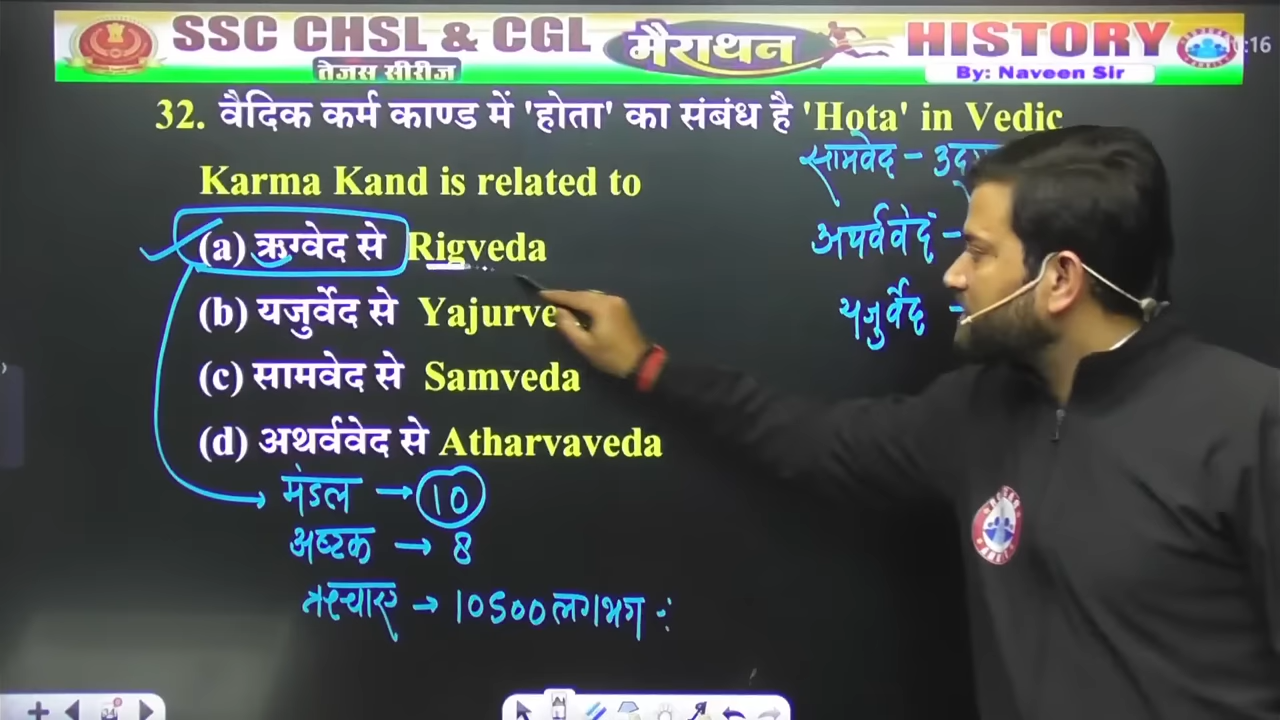 SSC CHSL & CGL
तेजस सीरीज
मैराथन
HISTORY
By: Naveen Sir
:16
32. वैदिक कर्म काण्ड में 'होता' का संबंध है 'Hota' in Vedic
Karma Kand is related to
(a) ऋग्वेद से Rigveda
(b) यजुर्वेद से Yajurve
(c) सामवेद से Samveda
(d) अथर्ववेद से Atharvaveda
सामवेद –
अथर्ववेद –
यजुर्वेद –
मंडल → 10
अष्टक → 8
→ 10500 लगभग